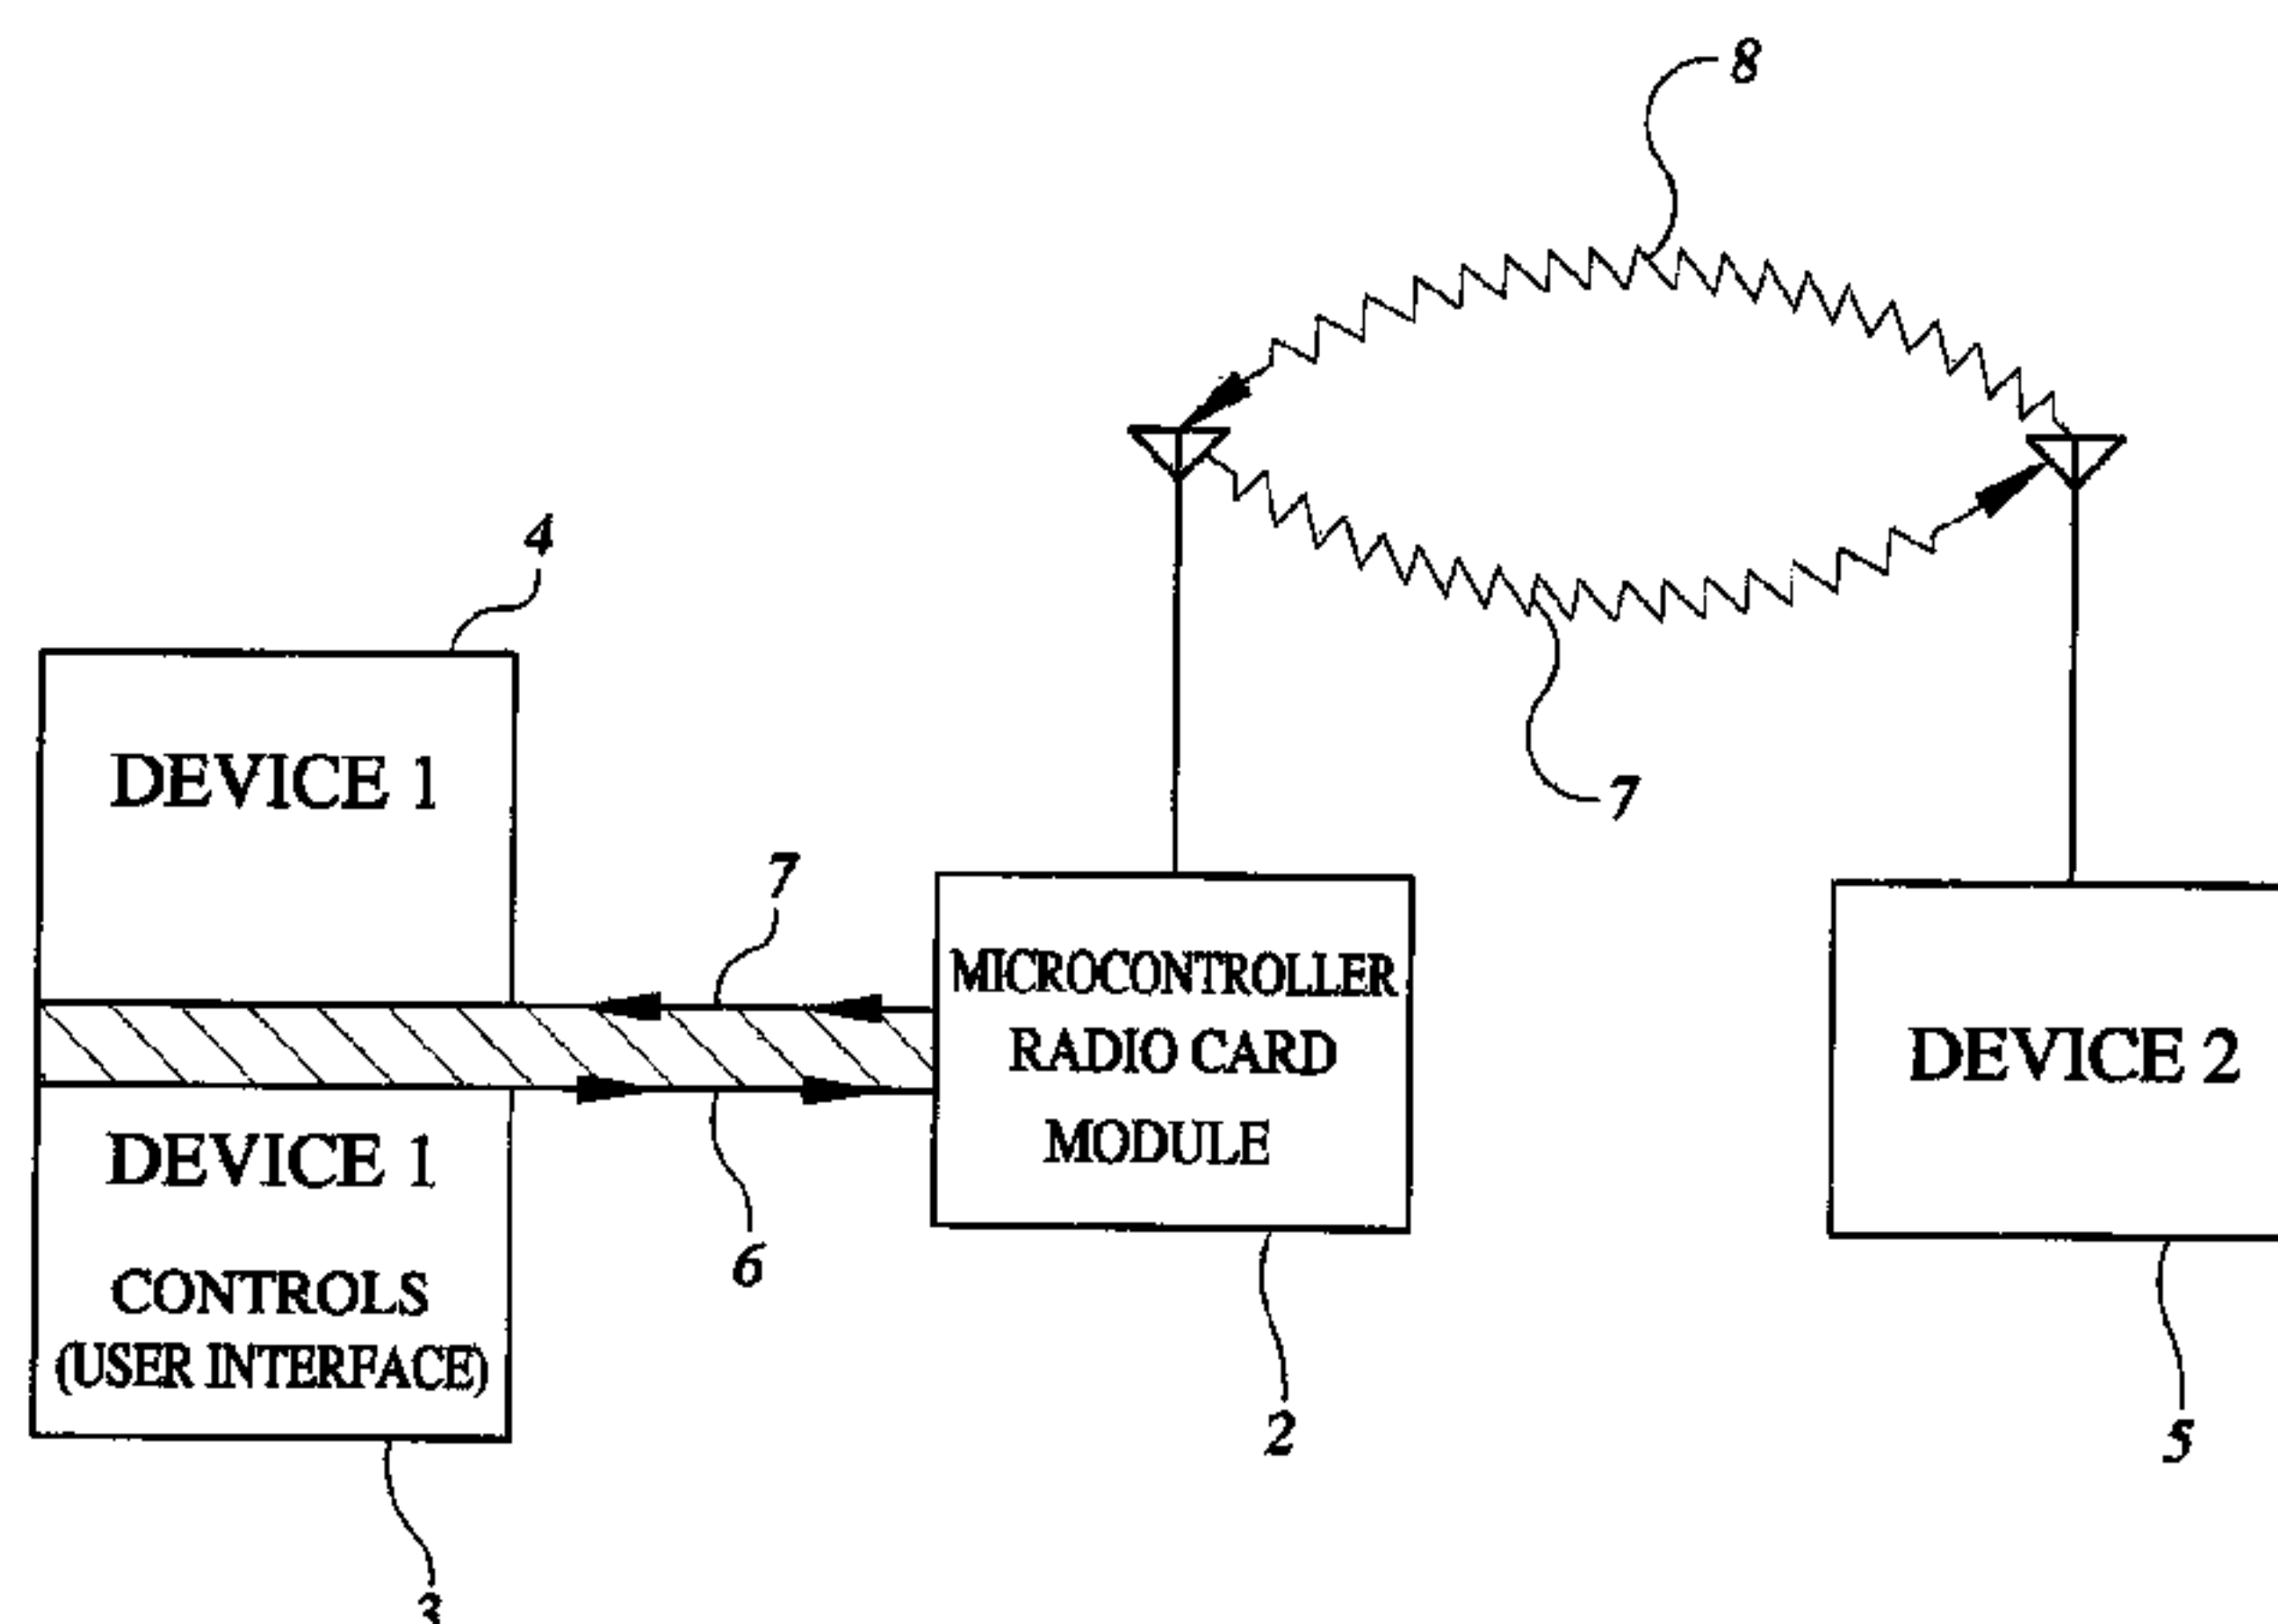 8
4
7
DEVICE 1
7
MICROCONTROLLER
RADIO CARD
MODULE
DEVICE 2
DEVICE 1
CONTROLS
(USER INTERFACE)
6
2
5
3